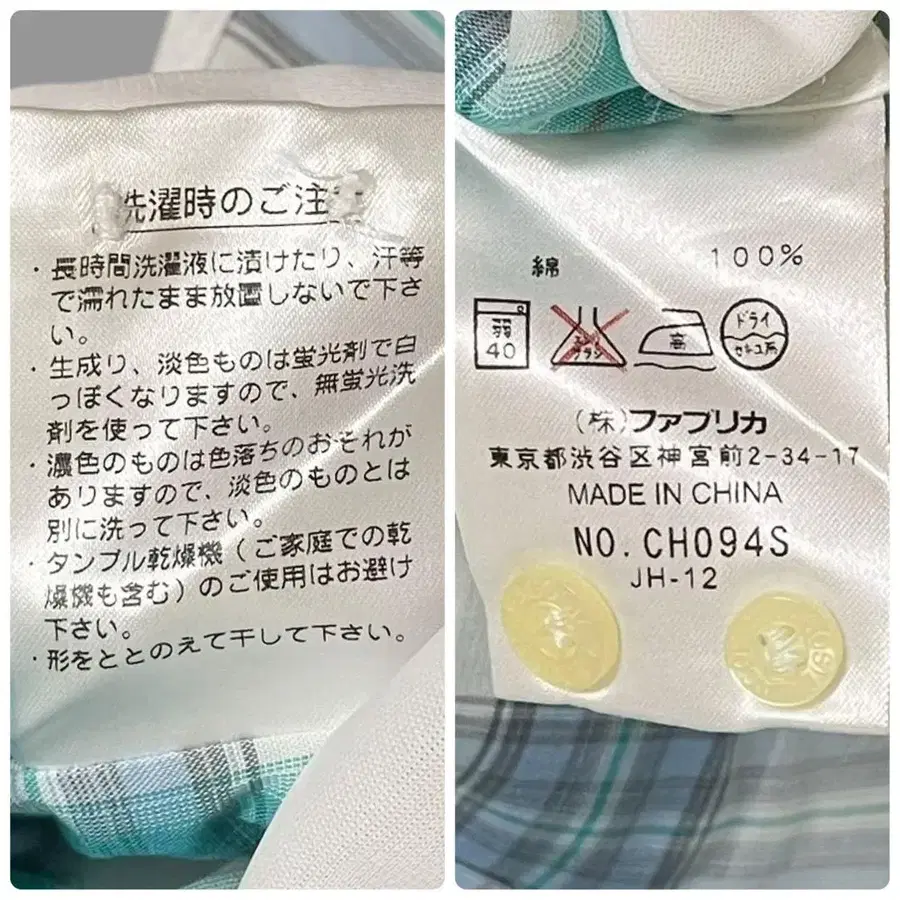 洗濯時のご注
・長時間洗濯液に漬けたり、汗等
で濡れたまま放置しないで下さ
い。
・生成り、淡色ものは蛍光剤で白
っぽくなりますので、無蛍光洗
剤を使って下さい。
・濃色のものは色落ちのおそれが
ありますので、淡色のものとは
別に洗って下さい。
・タンブル乾燥機(ご家庭での乾
燥機も含む)のご使用はお避け
下さい。
・形をととのえて干して下さい。
綿 100%
弱
40
高
ドライ
セキユ系
(株)ファブリカ
東京都渋谷区神宮前2-34-17
MADE IN CHINA
NO. CH094S
JH-12